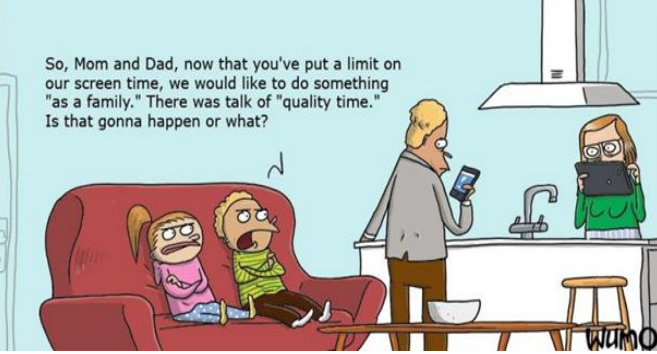 So, Mom and Dad, now that you've put a limit on
our screen time, we would like to do something
"as a family." There was talk of "quality time."
Is that gonna happen or what?
WUMO